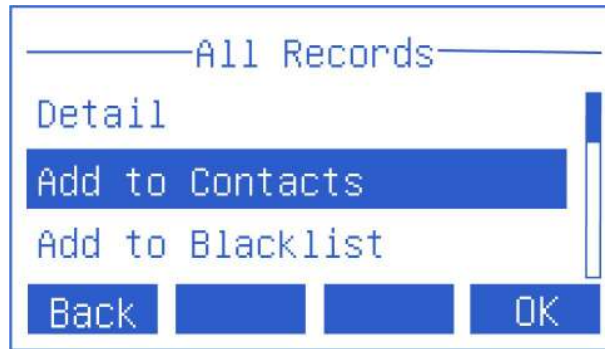 All Records
Detail
Add to Contacts
Add to Blacklist
Back OK